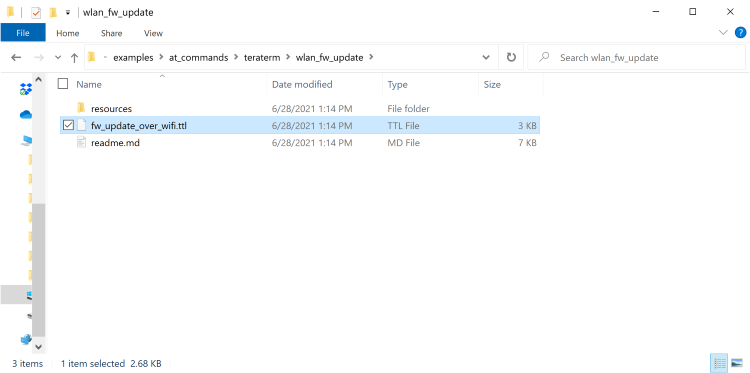 wlan_fw_update
File Home Share View
examples at_commands teraterm wlan_fw_update Search wlan_fw_update
Name Date modified Type Size
resources 6/28/2021 1:14 PM File folder
fw_update_over_wifi.ttl 6/28/2021 1:14 PM TTL File 3 KB
readme.md 6/28/2021 1:14 PM MD File 7 KB
3 items 1 item selected 2.68 KB